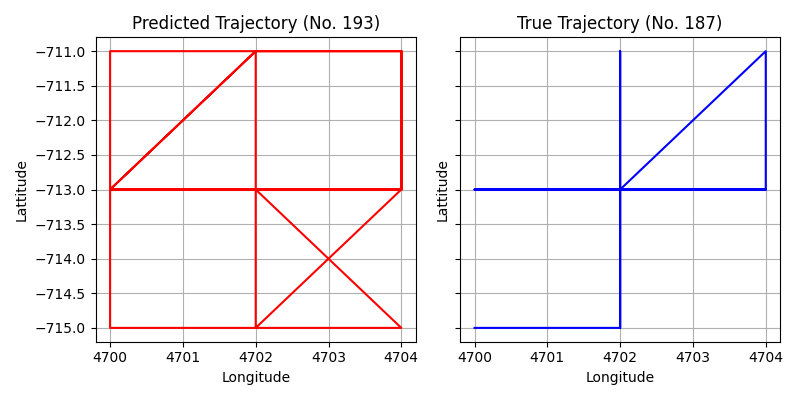 Predicted Trajectory (No. 193)
True Trajectory (No. 187)
−711.0
−711.5
−712.0
−712.5
−713.0
−713.5
−714.0
−714.5
−715.0
Lattitude
Lattitude
4700 4701 4702 4703 4704
4700 4701 4702 4703 4704
Longitude
Longitude